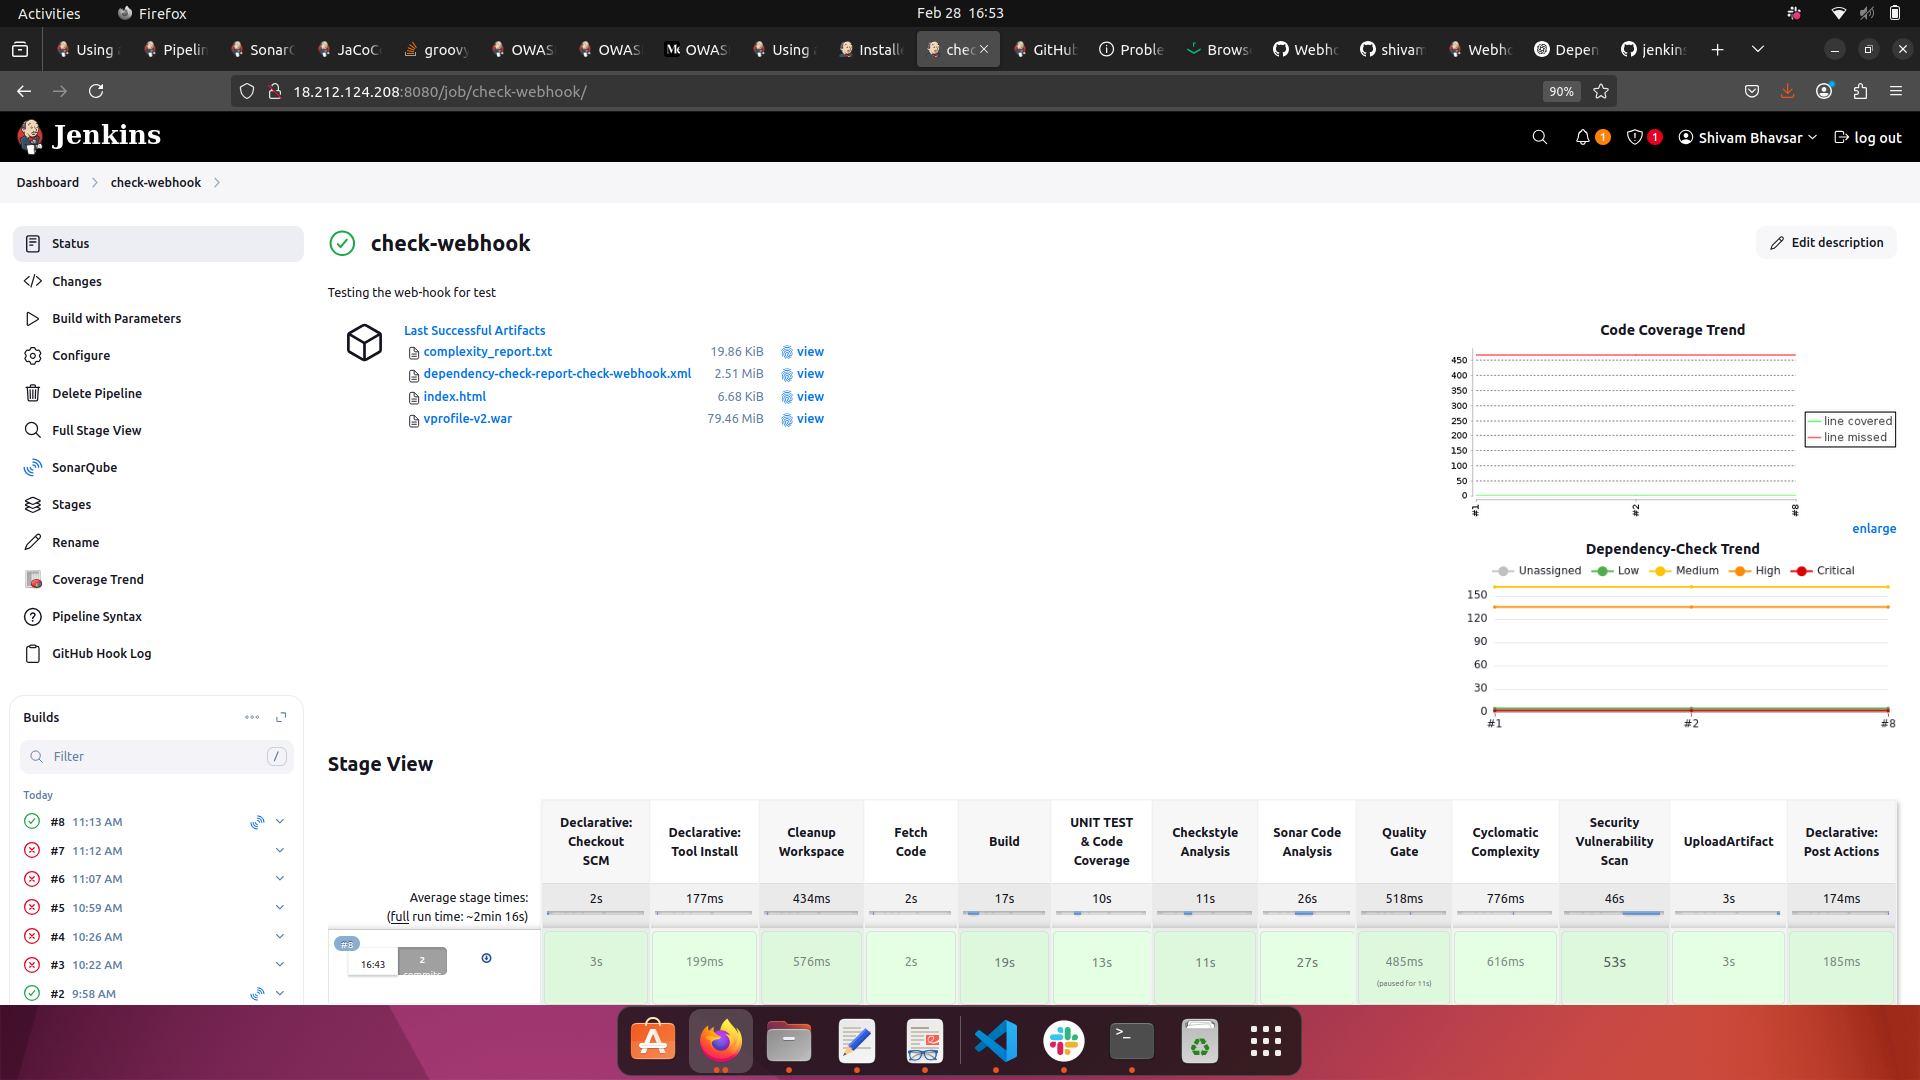 Activities
Firefox
Feb 28 16:53
Using
Pipelin
Sonar
JaCoC
groovy
OWAS
OWAS
OWAS
Using
Installe
chec
GitHub
Proble
Brows
Webho
shivam
Webho
Depen
jenkins
18.212.124.208:8080/job/check-webhook/
90%
Jenkins
1
1
Shivam Bhavsar
log out
Dashboard
check-webhook
Status
Changes
Build with Parameters
Configure
Delete Pipeline
Full Stage View
SonarQube
Stages
Rename
Coverage Trend
Pipeline Syntax
GitHub Hook Log
Builds
Filter
/
Today
#8 11:13 AM
#7 11:12 AM
#6 11:07 AM
#5 10:59 AM
#4 10:26 AM
#3 10:22 AM
#2 9:58 AM
check-webhook
Edit description
Testing the web-hook for test
Last Successful Artifacts
complexity_report.txt 19.86 KiB view
dependency-check-report-check-webhook.xml 2.51 MiB view
index.html 6.68 KiB view
vprofile-v2.war 79.46 MiB view
Code Coverage Trend
450
400
350
300
250
200
150
100
50
0
#1 #2 #8
line covered
line missed
enlarge
Dependency-Check Trend
Unassigned Low Medium High Critical
150
120
90
60
30
0
#1 #2 #8
Stage View
Declarative: Checkout SCM
Declarative: Tool Install
Cleanup Workspace
Fetch Code
Build
UNIT TEST & Code Coverage
Checkstyle Analysis
Sonar Code Analysis
Quality Gate
Cyclomatic Complexity
Security Vulnerability Scan
UploadArtifact
Declarative: Post Actions
Average stage times:
(full run time: ~2min 16s)
2s 177ms 434ms 2s 17s 10s 11s 26s 518ms 776ms 46s 3s 174ms
#8
16:43
2
commits
3s 199ms 576ms 2s 19s 13s 11s 27s 485ms 616ms 53s 3s 185ms
(paused for 11s)